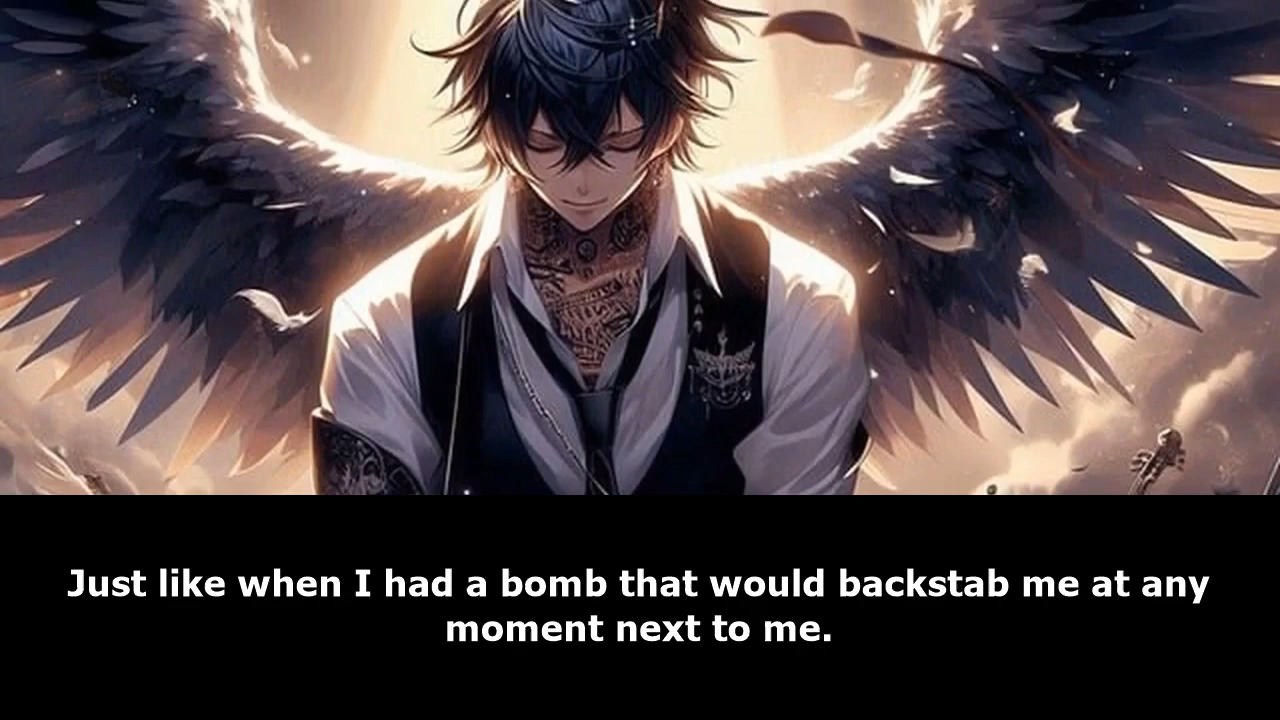 Just like when I had a bomb that would backstab me at any
moment next to me.